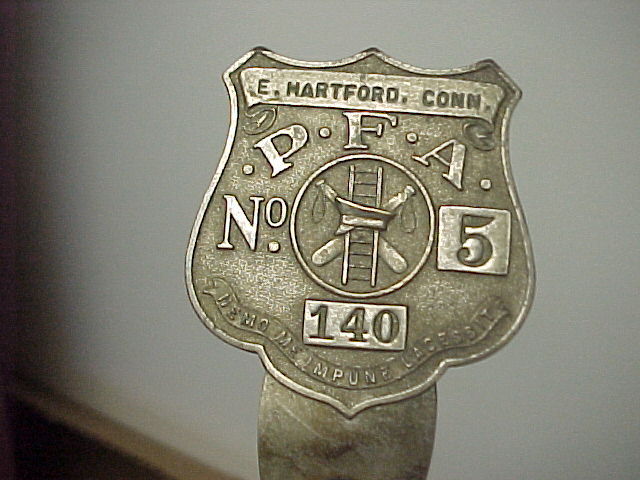 E. HARTFORD. CONN.
· P · F · A ·
No. 5
140
NEMO ME IMPUNE LACESSIT